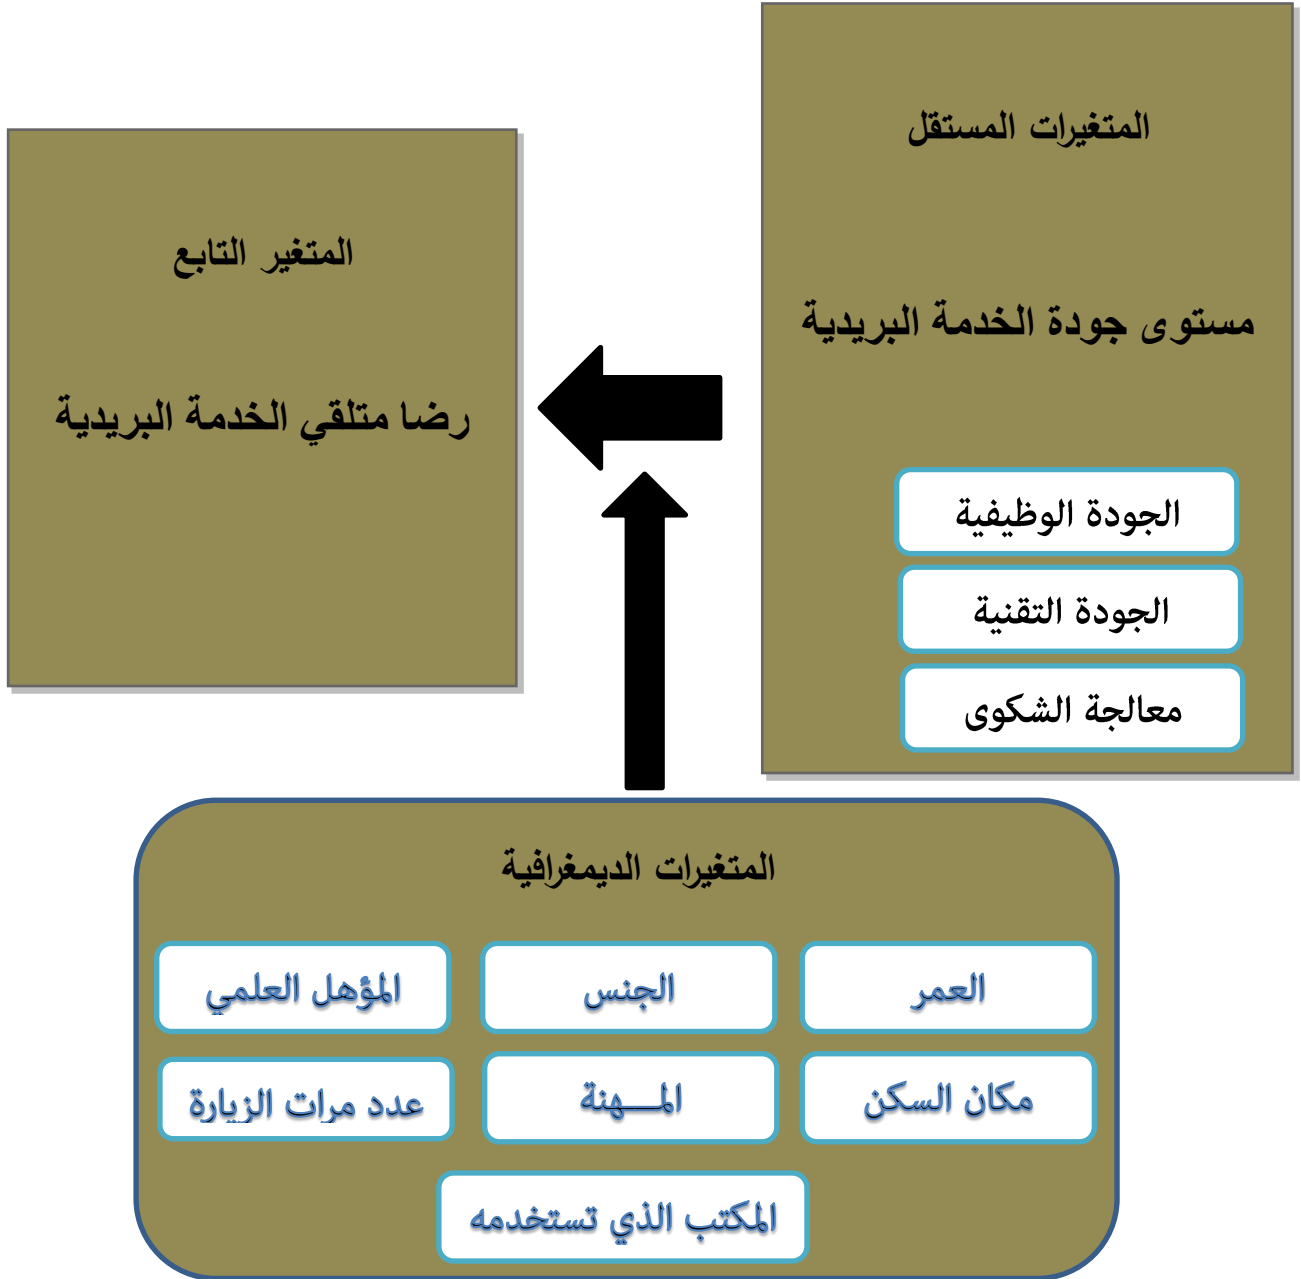 المتغيرات المستقل
مستوى جودة الخدمة البريدية
الجودة الوظيفية
الجودة التقنية
معالجة الشكوى
المتغير التابع
رضا متلقي الخدمة البريدية
المتغيرات الديمغرافية
العمر
الجنس
المؤهل العلمي
مكان السكن
المــهنة
عدد مرات الزيارة
المكتب الذي تستخدمه